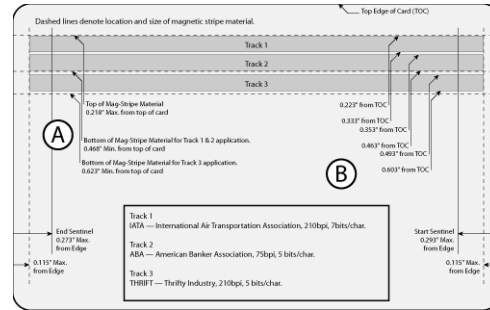 Top Edge of Card (TOC)
Dashed lines denote location and size of magnetic stripe material.
Track 1
Track 2
Track 3
Top of Mag-Stripe Material
0.218" Max. from top of card
0.223" from TOC
0.333" from TOC
0.353" from TOC
A
Bottom of Mag-Stripe Material for Track 1 & 2 application.
0.468" Min. from top of card
0.463" from TOC
0.493" from TOC
Bottom of Mag-Stripe Material for Track 3 application.
0.623" Min. from top of card
B
0.603" from TOC
Track 1
IATA — International Air Transportation Association, 210bpi, 7bits/char.
Track 2
ABA — American Banker Association, 75bpi, 5 bits/char.
Track 3
THRIFT — Thrifty Industry, 210bpi, 5 bits/char.
End Sentinel
0.273" Max.
from Edge
Start Sentinel
0.293" Max.
from Edge
0.115" Max.
from Edge
0.115" Max.
from Edge